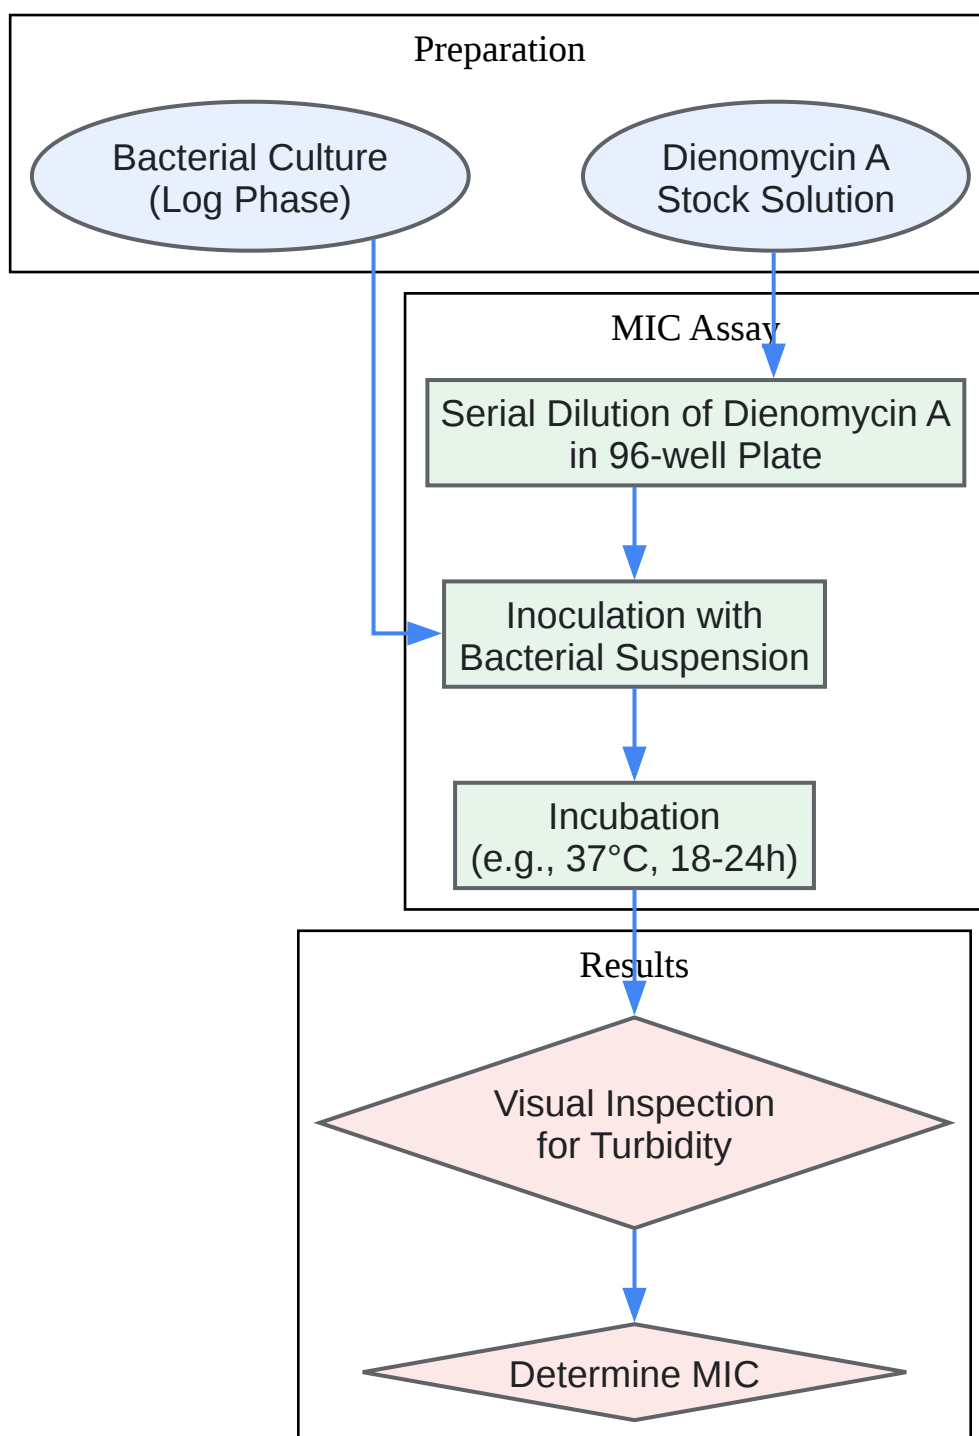 Preparation
Bacterial Culture
(Log Phase)
Dienomycin A
Stock Solution
MIC Assay
Serial Dilution of Dienomycin A
in 96-well Plate
Inoculation with
Bacterial Suspension
Incubation
(e.g., 37°C, 18-24h)
Results
Visual Inspection
for Turbidity
Determine MIC